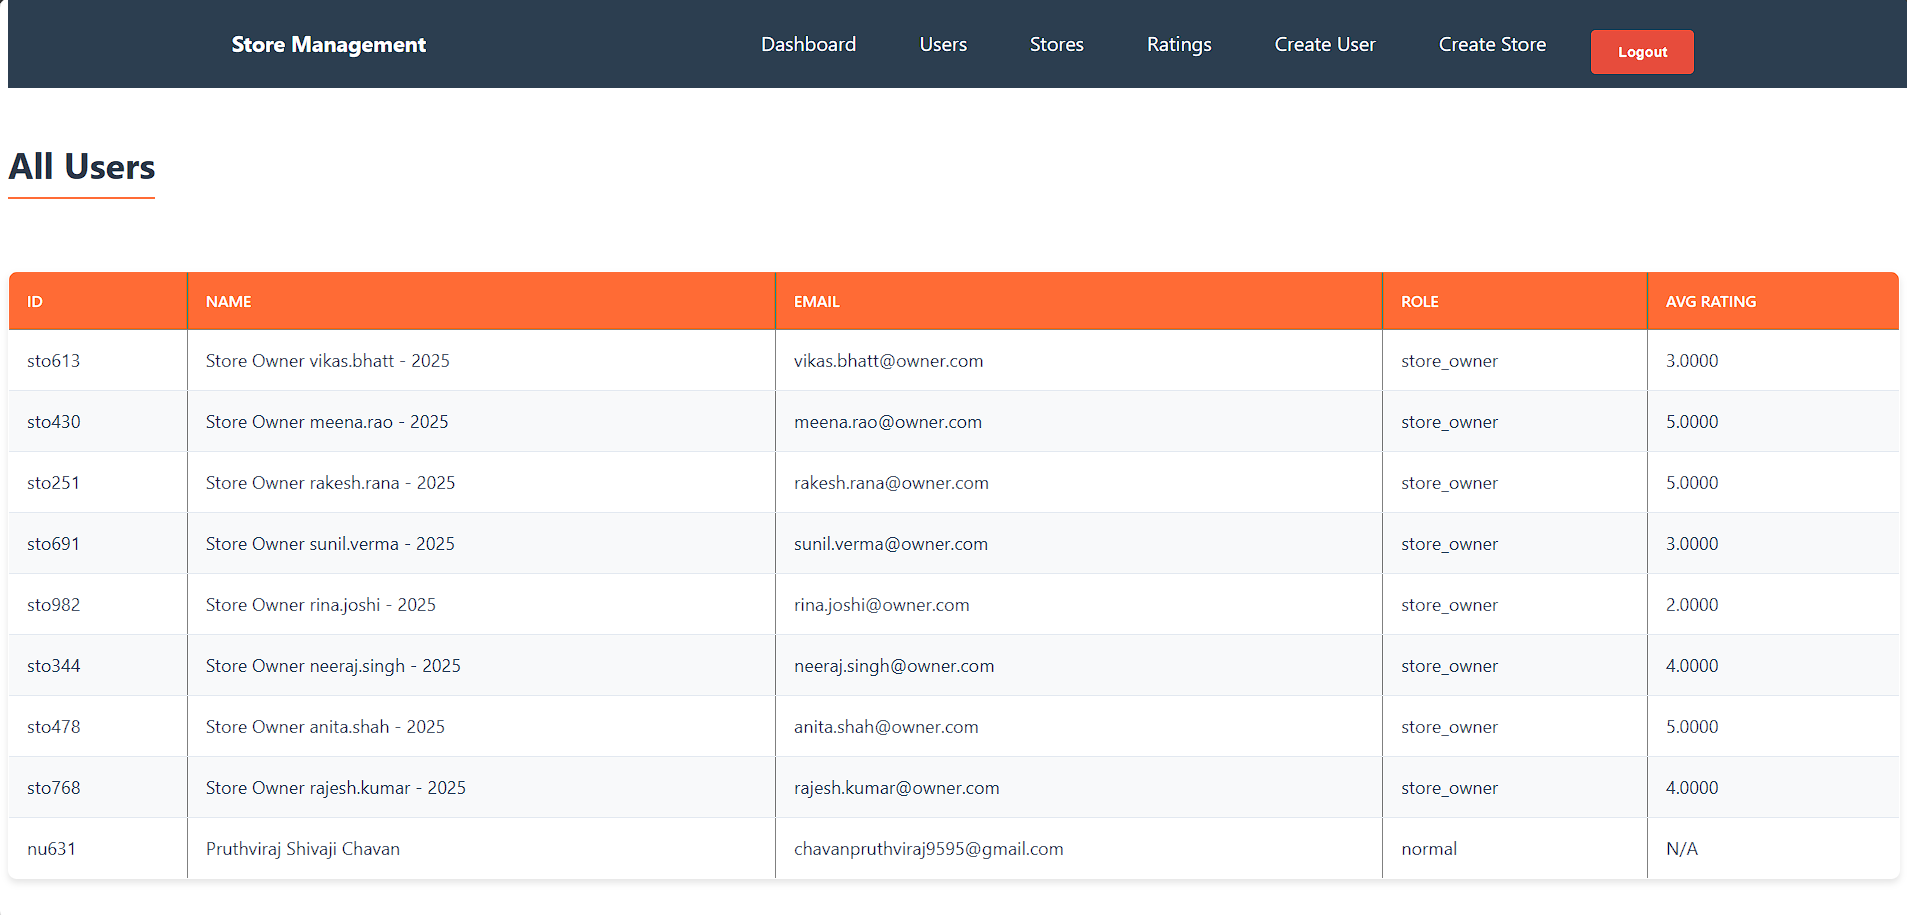 Store Management Dashboard Users Stores Ratings Create User Create Store Logout
All Users
ID NAME EMAIL ROLE AVG RATING
sto613 Store Owner vikas.bhatt - 2025 vikas.bhatt@owner.com store_owner 3.0000
sto430 Store Owner meena.rao - 2025 meena.rao@owner.com store_owner 5.0000
sto251 Store Owner rakesh.rana - 2025 rakesh.rana@owner.com store_owner 5.0000
sto691 Store Owner sunil.verma - 2025 sunil.verma@owner.com store_owner 3.0000
sto982 Store Owner rina.joshi - 2025 rina.joshi@owner.com store_owner 2.0000
sto344 Store Owner neeraj.singh - 2025 neeraj.singh@owner.com store_owner 4.0000
sto478 Store Owner anita.shah - 2025 anita.shah@owner.com store_owner 5.0000
sto768 Store Owner rajesh.kumar - 2025 rajesh.kumar@owner.com store_owner 4.0000
nu631 Pruthviraj Shivaji Chavan chavanpruthviraj9595@gmail.com normal N/A